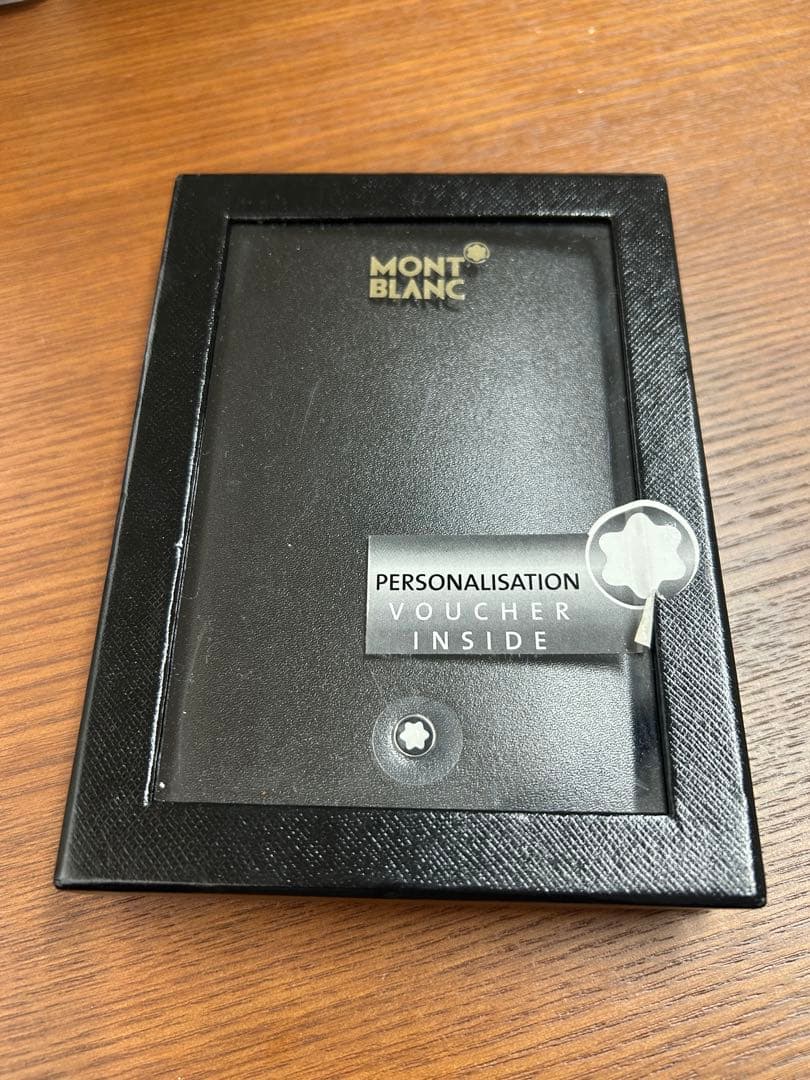 MONT
BLANC
PERSONALISATION
VOUCHER
INSIDE